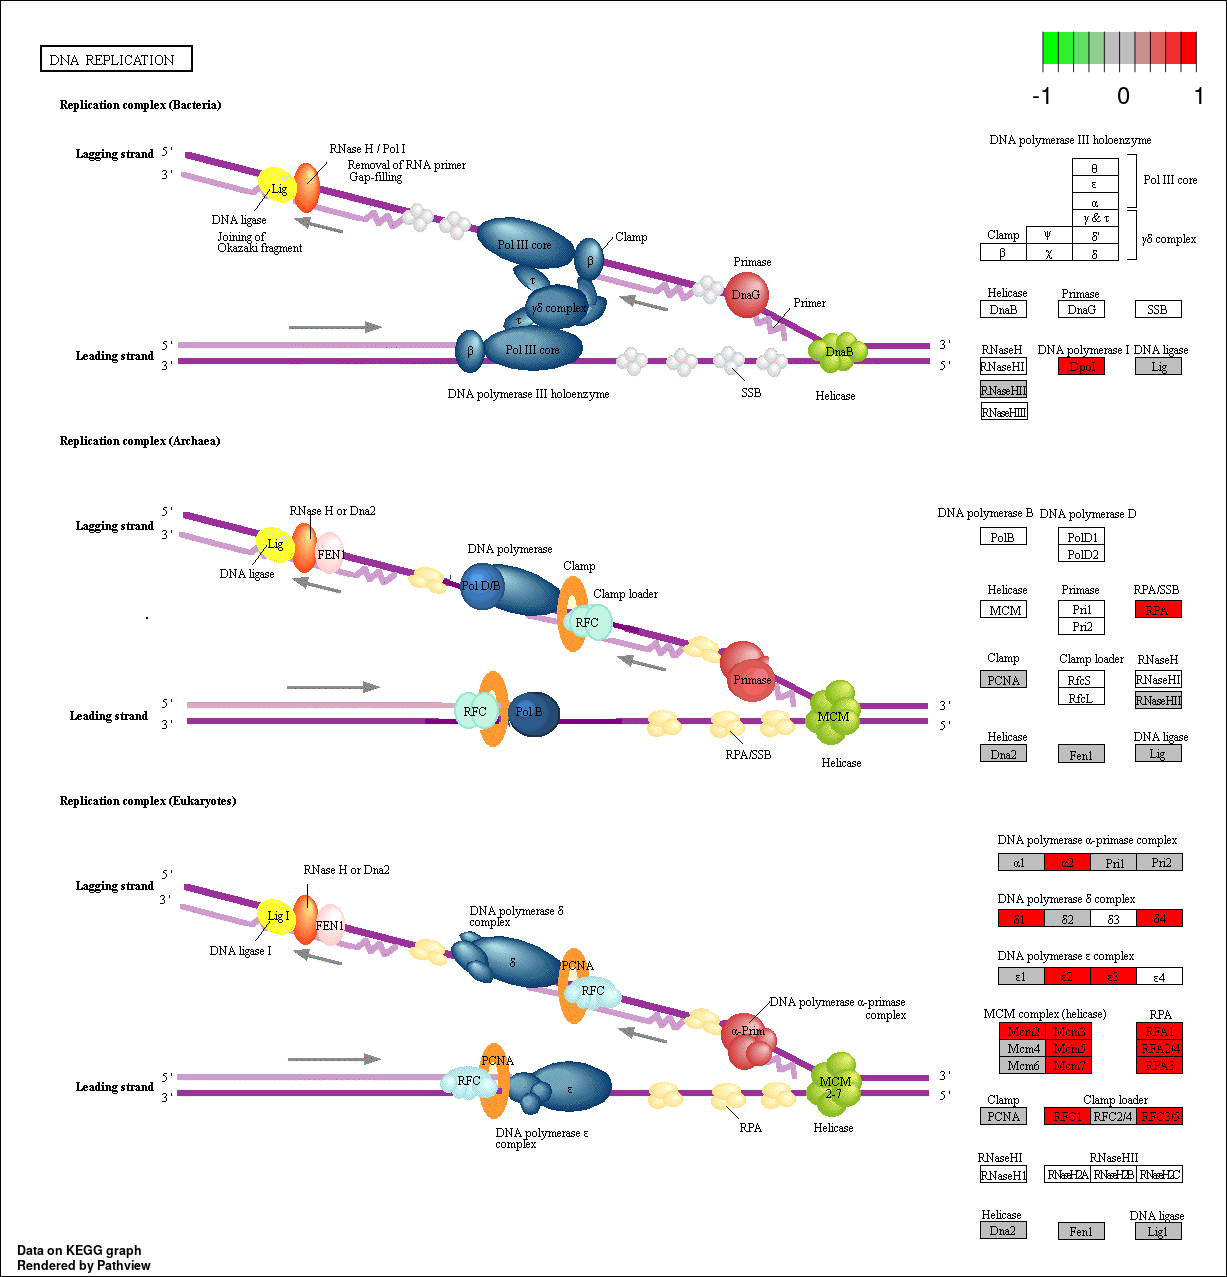 DNA REPLICATION
-1 0 1
Replication complex (Bacteria)
Lagging strand 5'
3'
RNase H / Pol I
Removal of RNA primer
Gap-filling
Lig
DNA ligase
Joining of
Okazaki fragment
Pol III core
Clamp
β
τ
γδ complex
τ
Primase
DnaG
Primer
Leading strand 5'
3'
β
Pol III core
DnaB
3'
5'
DNA polymerase III holoenzyme
SSB
Helicase
DNA polymerase III holoenzyme
θ
ε
α
Pol III core
γ & τ
Clamp ψ δ'
β χ δ
γδ complex
Helicase Primase
DnaB DnaG SSB
RNaseH DNA polymerase I DNA ligase
RNaseHI DpoI Lig
RNaseHII
RNaseHIII
Replication complex (Archaea)
Lagging strand 5'
3'
RNase H or Dna2
Lig
FEN1
DNA ligase
DNA polymerase
Pol D/B
Clamp
Clamp loader
RFC
Primase
Leading strand
5'
3'
RFC
Pol B
MCM
3'
5'
RPA/SSB
Helicase
DNA polymerase B DNA polymerase D
PolB PolD1
PolD2
Helicase Primase RPA/SSB
MCM Pri1 RPA
Pri2
Clamp Clamp loader RNaseH
PCNA RfcS RNaseHI
RfcL RNaseHII
Helicase DNA ligase
Dna2 Fen1 Lig
Replication complex (Eukaryotes)
Lagging strand 5'
3'
RNase H or Dna2
Lig I
FEN1
DNA ligase I
DNA polymerase δ
complex
δ
PCNA
RFC
DNA polymerase α-primase
complex
α-Prim
Leading strand 5'
3'
PCNA
RFC
ε
MCM
2-7
3'
5'
DNA polymerase ε
complex
RPA
Helicase
DNA polymerase α-primase complex
α1 α2 Pri1 Pri2
DNA polymerase δ complex
δ1 δ2 δ3 δ4
DNA polymerase ε complex
ε1 ε2 ε3 ε4
MCM complex (helicase) RPA
Mcm2 Mcm3 RFA1
Mcm4 Mcm5 RFA2/4
Mcm6 Mcm7 RPA3
Clamp Clamp loader
PCNA RFC1 RFC2/4 RFC3/5
RNaseHI RNaseHII
RNaseH1 RNaseH2A RNaseH2B RNaseH2C
Helicase DNA ligase
Dna2 Fen1 Lig1
Data on KEGG graph
Rendered by Pathview